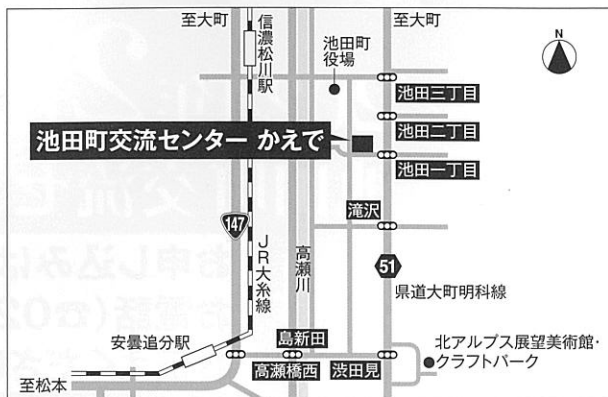 至大町
信濃松川駅
池田町
役場
至大町
N
池田三丁目
池田二丁目
池田町交流センター かえで
池田一丁目
滝沢
147
JR大糸線
高瀬川
51
県道大町明科線
安曇追分駅
島新田
北アルプス展望美術館・
クラフトパーク
至松本
高瀬橋西
渋田見